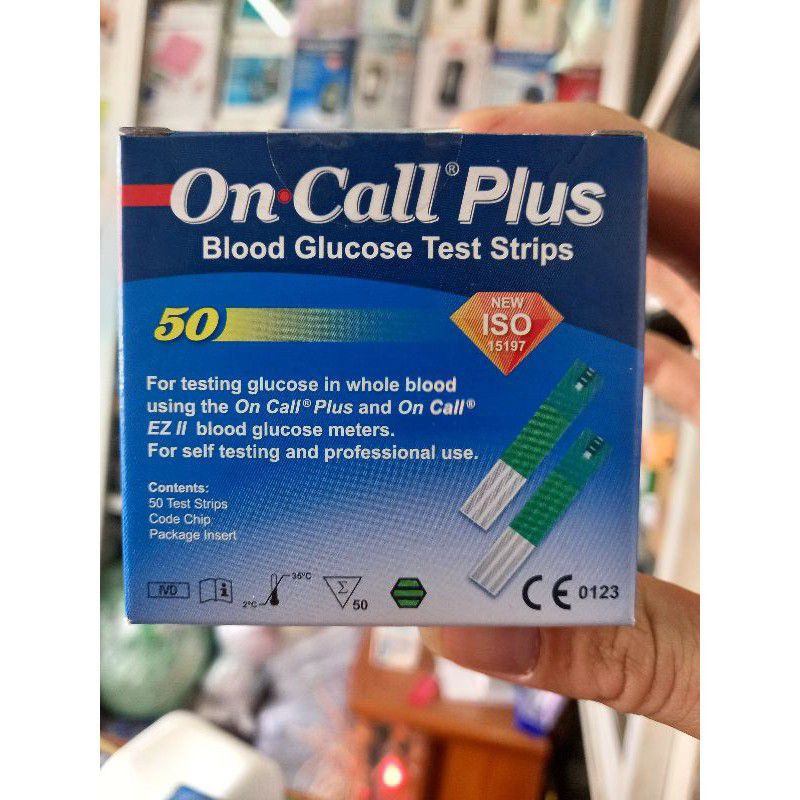 On Call® Plus
Blood Glucose Test Strips
50
NEW
ISO
15197
For testing glucose in whole blood
using the On Call® Plus and On Call®
EZ II blood glucose meters.
For self testing and professional use.
Contents:
50 Test Strips
Code Chip
Package Insert
IVD
i
2°C
35°C
Σ
50
CE 0123